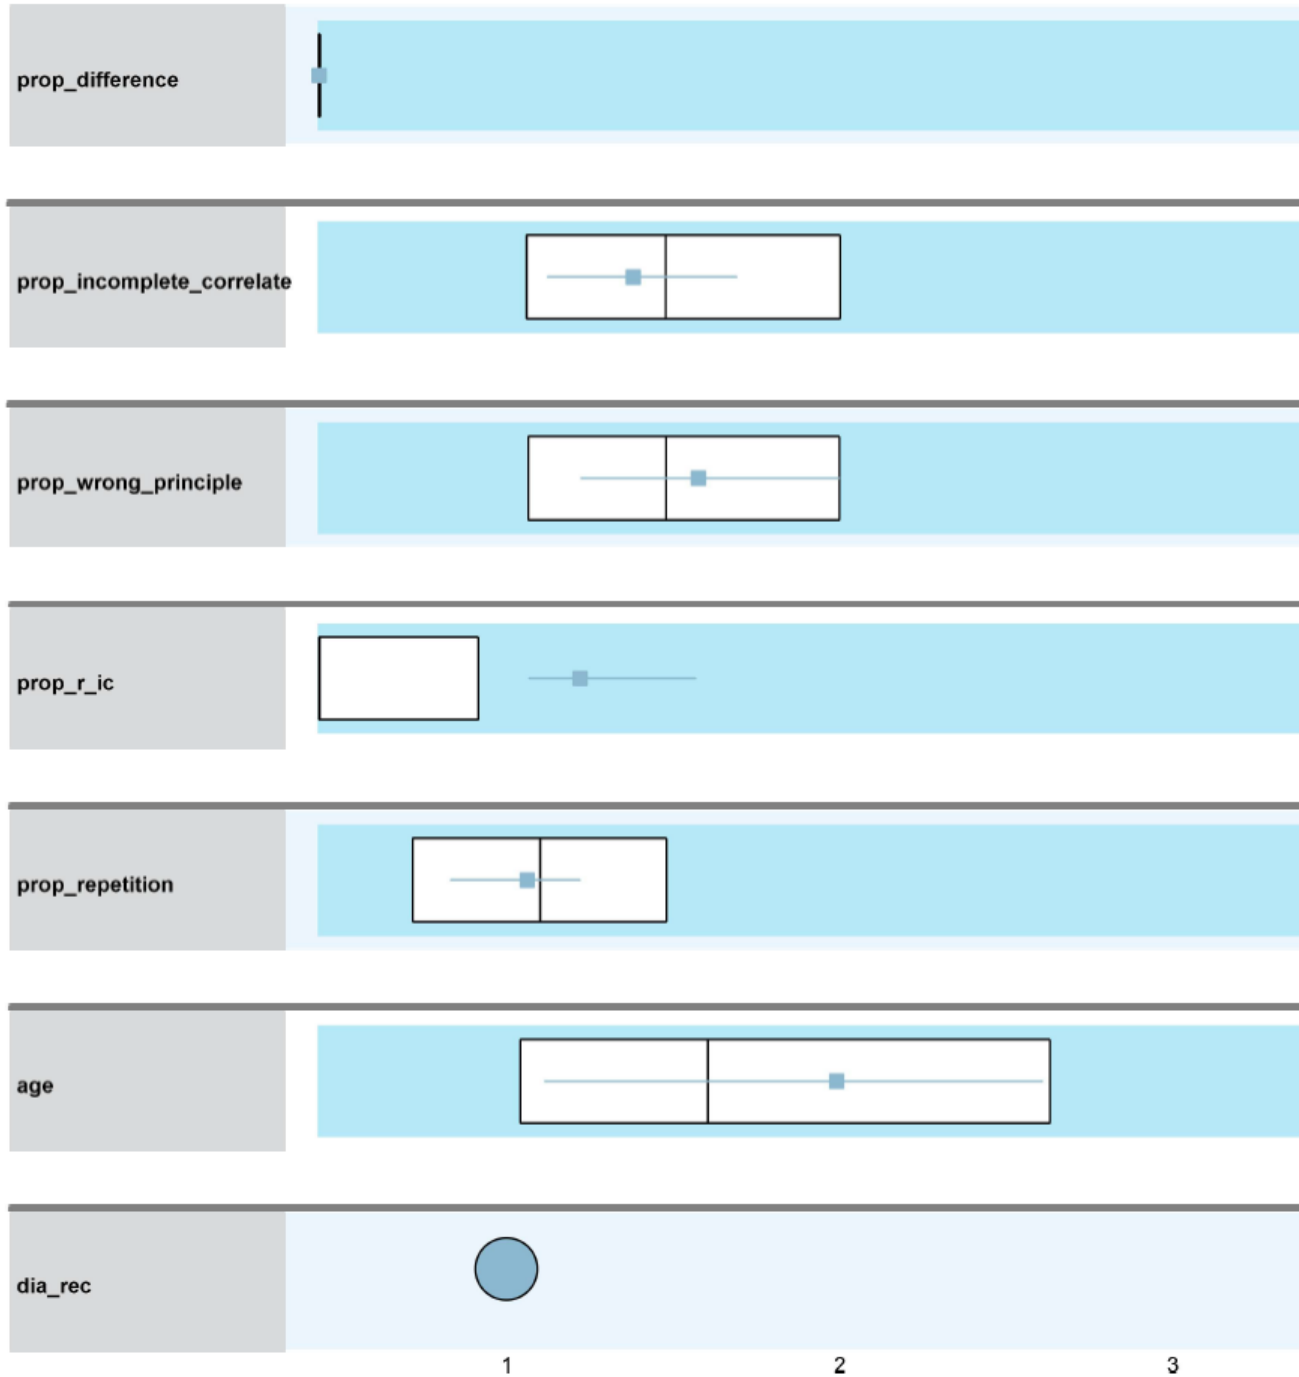 prop_difference
prop_incomplete_correlate
prop_wrong_principle
prop_r_ic
prop_repetition
age
dia_rec
1 2 3